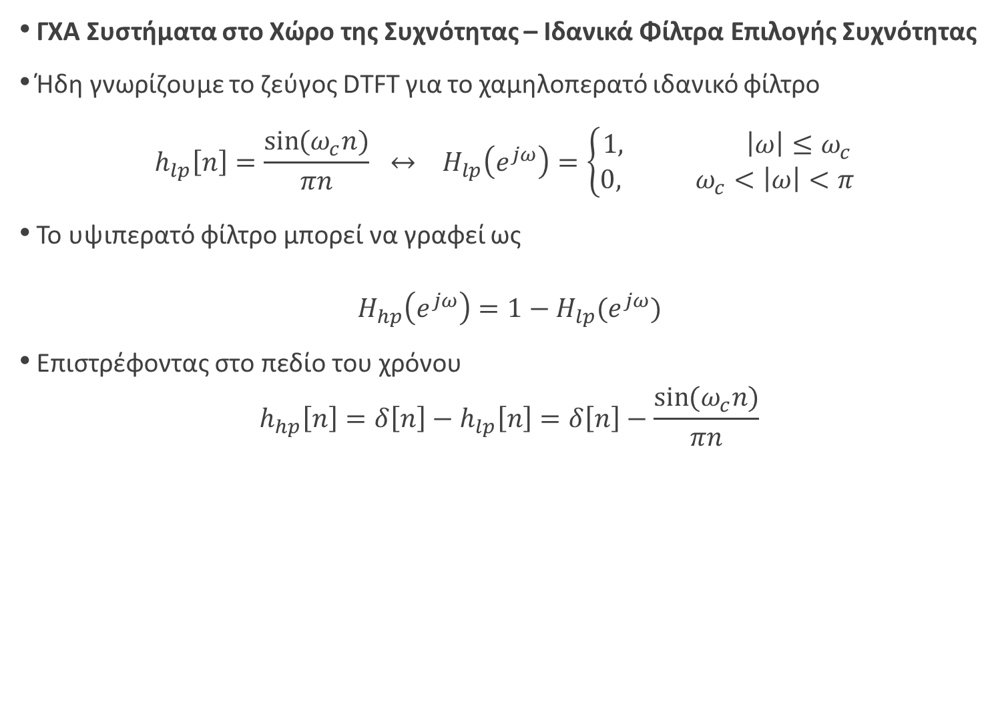 • ΓΧΑ Συστήματα στο Χώρο της Συχνότητας – Ιδανικά Φίλτρα Επιλογής Συχνότητας
• Ήδη γνωρίζουμε το ζεύγος DTFT για το χαμηλοπερατό ιδανικό φίλτρο
$h_{lp}[n] = \frac{\sin(\omega_c n)}{\pi n} \leftrightarrow H_{lp}(e^{j\omega}) = \begin{cases} 1, & |\omega| \leq \omega_c \\ 0, & \omega_c < |\omega| < \pi \end{cases}$
• Το υψιπερατό φίλτρο μπορεί να γραφεί ως
$H_{hp}(e^{j\omega}) = 1 - H_{lp}(e^{j\omega})$
• Επιστρέφοντας στο πεδίο του χρόνου
$h_{hp}[n] = \delta[n] - h_{lp}[n] = \delta[n] - \frac{\sin(\omega_c n)}{\pi n}$